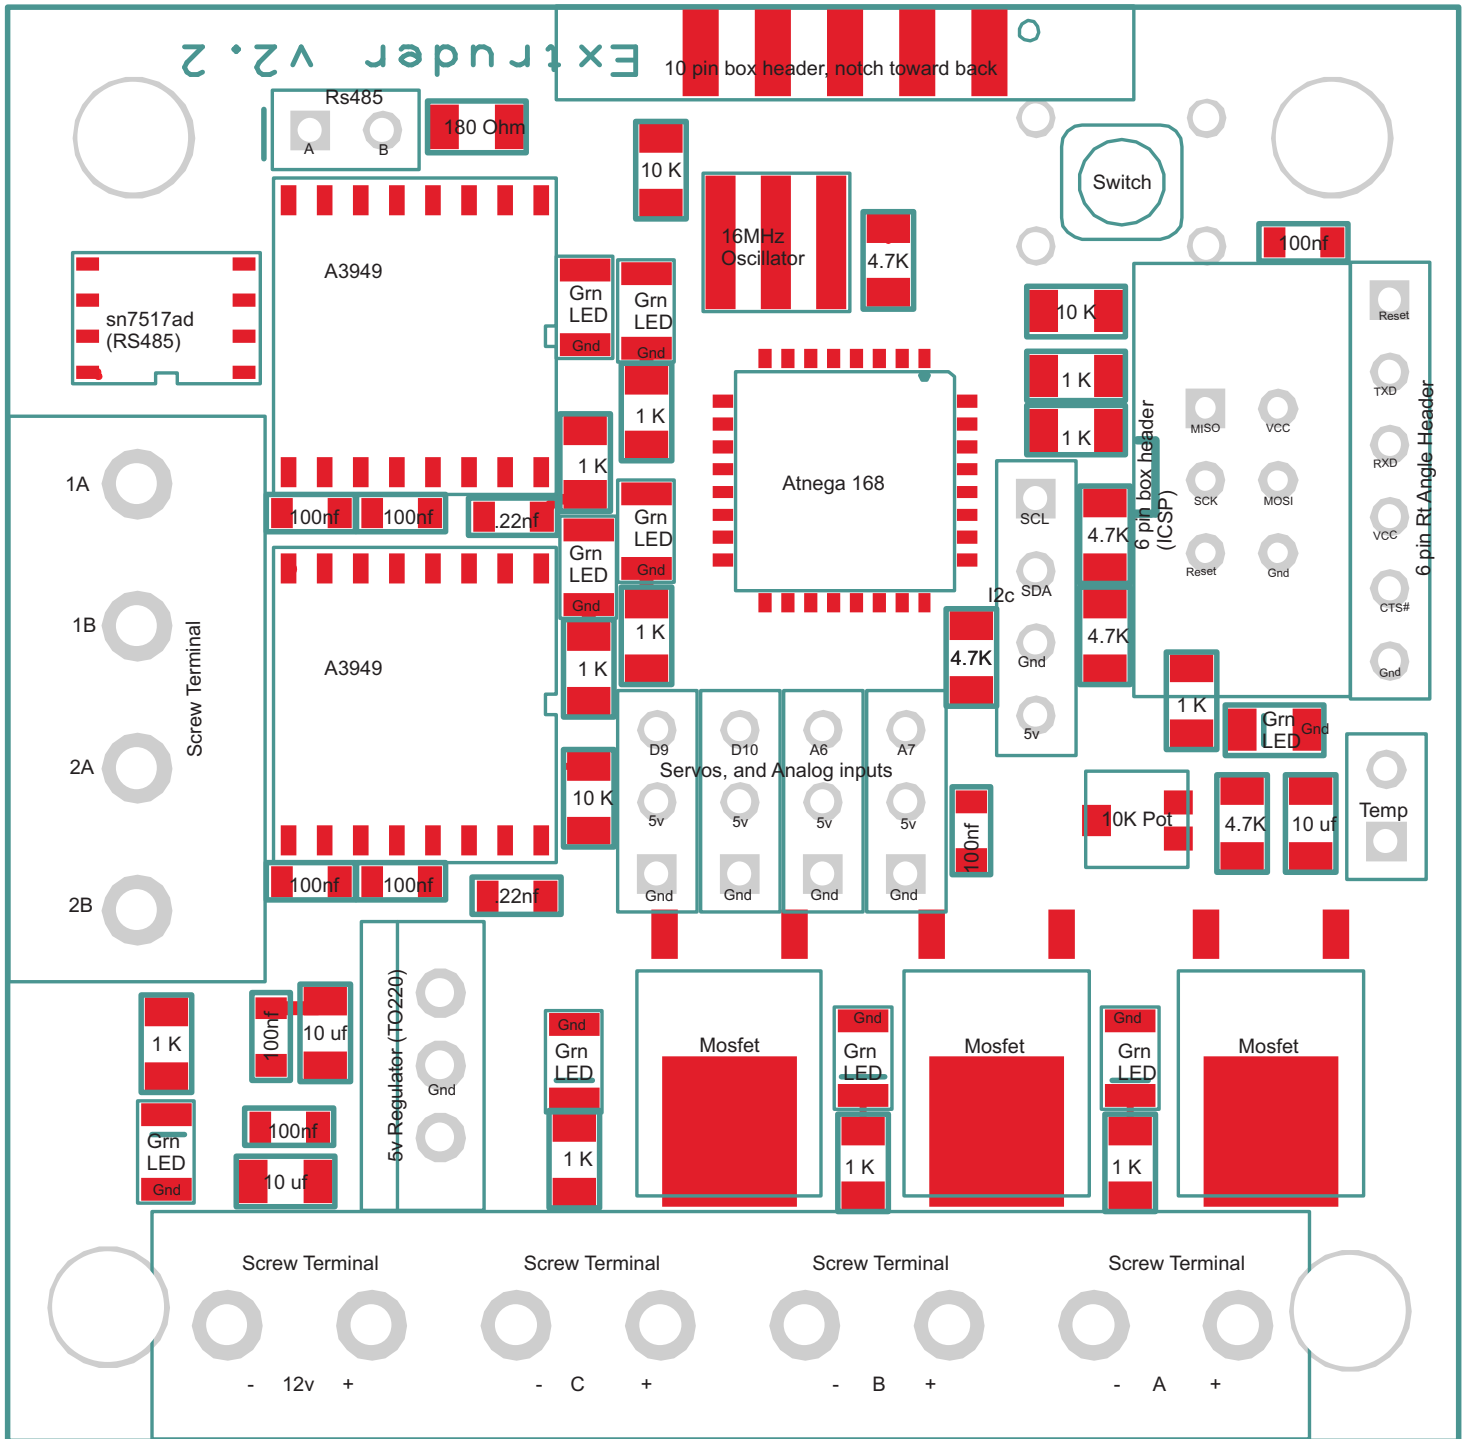 Extruder v2.2
10 pin box header, notch toward back
Rs485
A
B
180 Ohm
10 K
Switch
16MHz
Oscillator
4.7K
100nf
A3949
sn7517ad
(RS485)
Grn
LED
Gnd
Grn
LED
Gnd
10 K
1 K
1 K
1 K
1 K
Reset
TXD
RXD
VCC
CTS#
Gnd
6 pin Rt Angle Header
MISO
VCC
SCK
MOSI
Reset
Gnd
6 pin box header
(ICSP)
Atnega 168
SCL
SDA
I2c
Gnd
5v
4.7K
4.7K
4.7K
1A
1B
2A
2B
Screw Terminal
100nf
100nf
.22nf
Grn
LED
Gnd
Grn
LED
Gnd
A3949
1 K
1 K
10 K
D9
D10
A6
A7
Servos, and Analog inputs
5v
5v
5v
5v
Gnd
Gnd
Gnd
Gnd
100nf
1 K
Grn
LED
Gnd
10K Pot
4.7K
10 uf
Temp
100nf
100nf
.22nf
1 K
100nf
10 uf
5v Regulator (TO220)
Gnd
Grn
LED
Gnd
100nf
10 uf
Gnd
Grn
LED
1 K
Mosfet
Gnd
Grn
LED
1 K
Mosfet
Gnd
Grn
LED
1 K
Mosfet
Screw Terminal
Screw Terminal
Screw Terminal
Screw Terminal
- 12v +
- C +
- B +
- A +